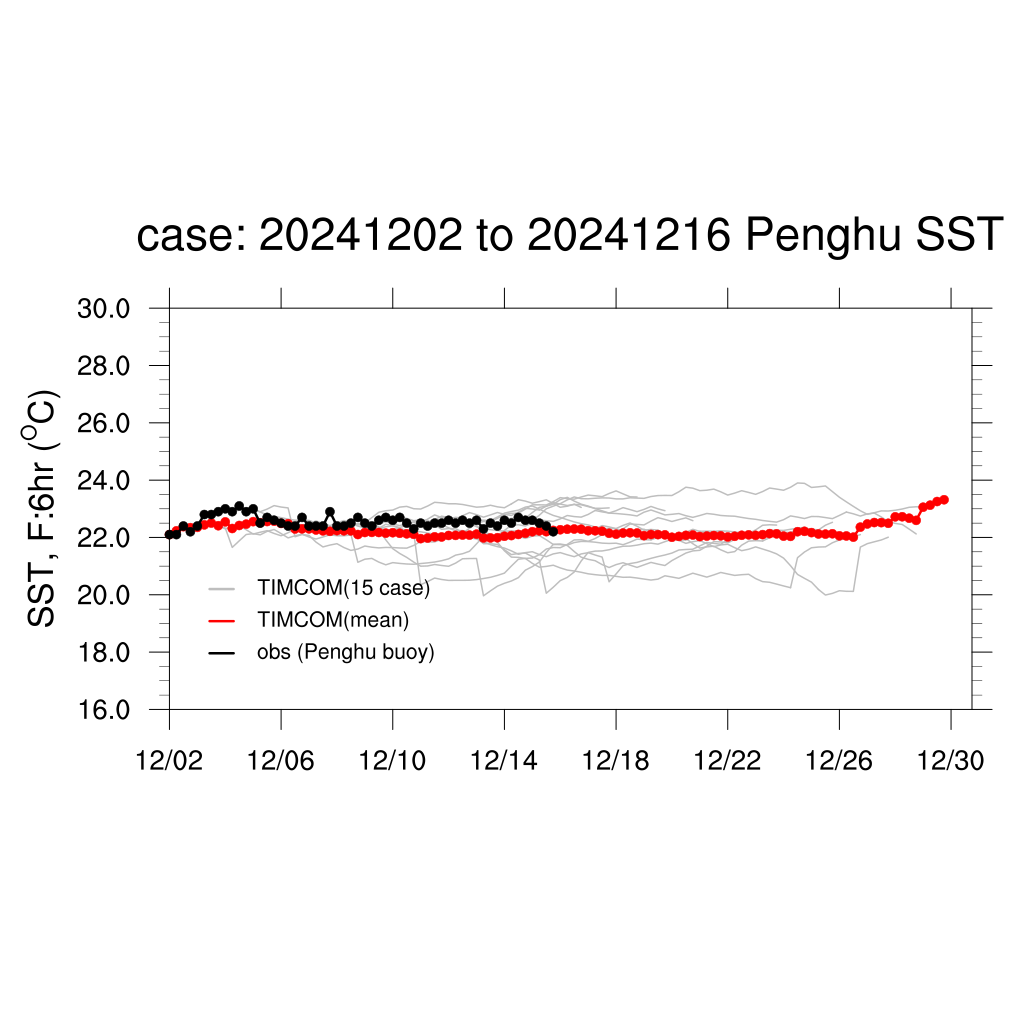 case: 20241202 to 20241216 Penghu SST
30.0
28.0
26.0
24.0
22.0
20.0
18.0
16.0
SST, F:6hr (°C)
TIMCOM(15 case)
TIMCOM(mean)
obs (Penghu buoy)
12/02 12/06 12/10 12/14 12/18 12/22 12/26 12/30